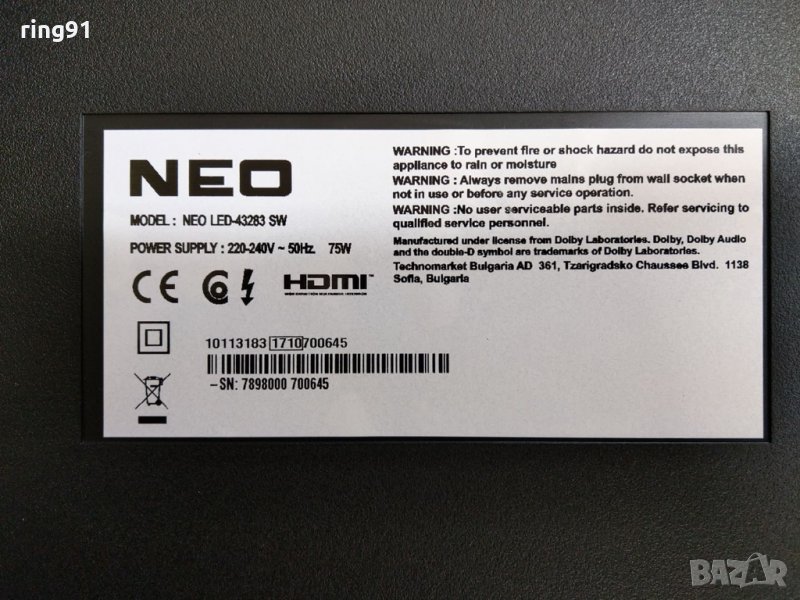 ring91
NEO
MODEL : NEO LED-43283 SW
POWER SUPPLY : 220-240V ~ 50Hz. 75W
CE
HDMI
10113183 1710 700645
-SN: 7898000 700645
WARNING :To prevent fire or shock hazard do not expose this
appliance to rain or moisture
WARNING : Always remove mains plug from wall socket when
not in use or before any service operation.
WARNING :No user serviceable parts inside. Refer servicing to
qualified service personnel.
Manufactured under license from Dolby Laboratories. Dolby, Dolby Audio
and the double-D symbol are trademarks of Dolby Laboratories.
Technomarket Bulgaria AD 361, Tzarigradsko Chaussee Blvd. 1138
Sofia, Bulgaria
BAZAR